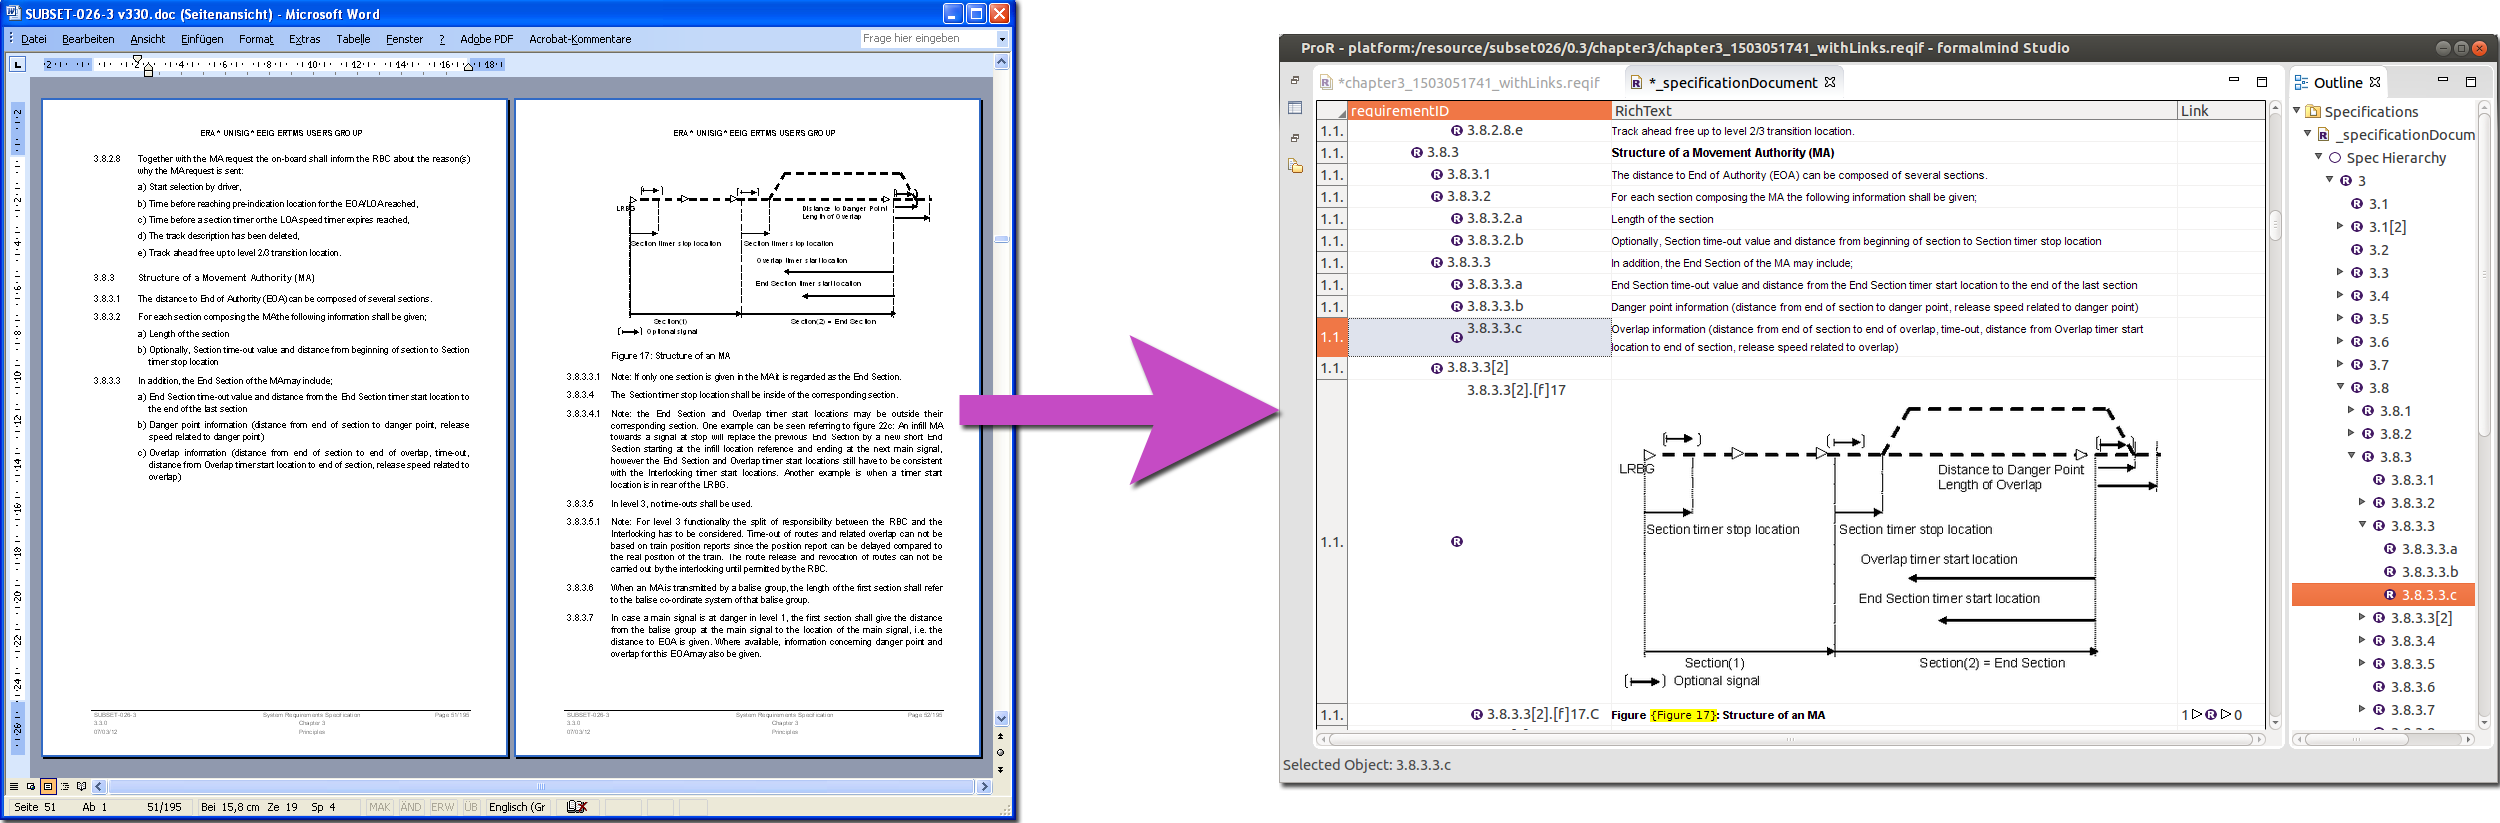 SUBSET-026-3 v330.doc (Seitenansicht) - Microsoft Word
Datei Bearbeiten Ansicht Einfügen Format Extras Tabelle Fenster ? Adobe PDF Acrobat-Kommentare Frage hier eingeben
ERA * UNISIG * EEIG ERTMS USERS GROUP
3.8.2.8 Together with the MA request the on-board shall inform the RBC about the reason(s)
why the MA request is sent:
a) Start selection by driver,
b) Time before reaching pre-indication location for the EOA/LOA reached,
c) Time before a section timer or the LOA speed timer expires reached,
d) The track description has been deleted,
e) Track ahead free up to level 2/3 transition location.
3.8.3 Structure of a Movement Authority (MA)
3.8.3.1 The distance to End of Authority (EOA) can be composed of several sections.
3.8.3.2 For each section composing the MA the following information shall be given;
a) Length of the section
b) Optionally, Section time-out value and distance from beginning of section to Section
timer stop location
3.8.3.3 In addition, the End Section of the MA may include;
a) End Section time-out value and distance from the End Section timer start location to
the end of the last section
b) Danger point information (distance from end of section to danger point, release
speed related to danger point)
c) Overlap information (distance from end of section to end of overlap, time-out,
distance from Overlap timer start location to end of section, release speed related to
overlap)
SUBSET-026-3 System Requirements Specification Page 51/195
3.3.0 Chapter 3
07/03/12 Principles
ERA * UNISIG * EEIG ERTMS USERS GROUP
LRBG
Distance to Danger Point
Length of Overlap
Section timer stop location Section timer stop location
Overlap timer start location
End Section timer start location
Section(1) Section(2) = End Section
Optional signal
Figure 17: Structure of an MA
3.8.3.3.1 Note: If only one section is given in the MA it is regarded as the End Section.
3.8.3.4 The Section timer stop location shall be inside of the corresponding section.
3.8.3.4.1 Note: the End Section and Overlap timer start locations may be outside their
corresponding section. One example can be seen referring to figure 22c: An infill MA
towards a signal at stop will replace the previous End Section by a new short End
Section starting at the infill location reference and ending at the next main signal,
however the End Section and Overlap timer start locations still have to be consistent
with the Interlocking timer start locations. Another example is when a timer start
location is in rear of the LRBG.
3.8.3.5 In level 3, no time-outs shall be used.
3.8.3.5.1 Note: For level 3 functionality the split of responsibility between the RBC and the
Interlocking has to be considered. Time-out of routes and related overlap can not be
based on train position reports since the position report can be delayed compared to
the real position of the train. The route release and revocation of routes can not be
carried out by the interlocking until permitted by the RBC.
3.8.3.6 When an MA is transmitted by a balise group, the length of the first section shall refer
to the balise co-ordinate system of that balise group.
3.8.3.7 In case a main signal is at danger in level 1, the first section shall give the distance
from the balise group at the main signal to the location of the main signal, i.e. the
distance to EOA is given. Where available, information concerning danger point and
overlap for this EOA may also be given.
SUBSET-026-3 System Requirements Specification Page 52/195
3.3.0 Chapter 3
07/03/12 Principles
Seite 51 Ab 1 51/195 Bei 15,8 cm Ze 19 Sp 4 MAK ÄND ERW ÜB Englisch (Gr
ProR - platform:/resource/subset026/0.3/chapter3/chapter3_1503051741_withLinks.reqif - formalmind Studio
*chapter3_1503051741_withLinks.reqif *_specificationDocument
requirementID RichText Link
1.1. 3.8.2.8.e Track ahead free up to level 2/3 transition location.
1.1. 3.8.3 Structure of a Movement Authority (MA)
1.1. 3.8.3.1 The distance to End of Authority (EOA) can be composed of several sections.
1.1. 3.8.3.2 For each section composing the MA the following information shall be given;
1.1. 3.8.3.2.a Length of the section
1.1. 3.8.3.2.b Optionally, Section time-out value and distance from beginning of section to Section timer stop location
1.1. 3.8.3.3 In addition, the End Section of the MA may include;
1.1. 3.8.3.3.a End Section time-out value and distance from the End Section timer start location to the end of the last section
1.1. 3.8.3.3.b Danger point information (distance from end of section to danger point, release speed related to danger point)
1.1. 3.8.3.3.c Overlap information (distance from end of section to end of overlap, time-out, distance from Overlap timer start
location to end of section, release speed related to overlap)
1.1. 3.8.3.3[2]
1.1. 3.8.3.3[2].[f]17
LRBG
Distance to Danger Point
Length of Overlap
Section timer stop location Section timer stop location
Overlap timer start location
End Section timer start location
Section(1) Section(2) = End Section
Optional signal
1.1. 3.8.3.3[2].[f]17.C Figure {Figure 17}: Structure of an MA 1 0
Selected Object: 3.8.3.3.c
Outline
Specifications
_specificationDocum
Spec Hierarchy
3
3.1
3.1[2]
3.2
3.3
3.4
3.5
3.6
3.7
3.8
3.8.1
3.8.2
3.8.3
3.8.3.1
3.8.3.2
3.8.3.3
3.8.3.3.a
3.8.3.3.b
3.8.3.3.c
3.8.3.3[2]
3.8.3.4
3.8.3.5
3.8.3.6
3.8.3.7